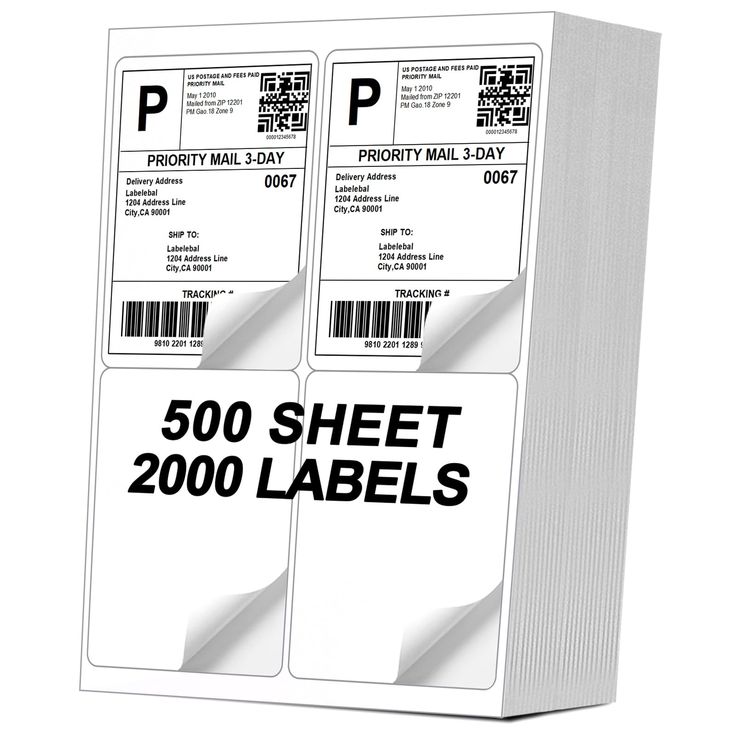 P
US POSTAGE AND FEES PAID
PRIORITY MAIL
May 1 2010
Mailed from ZIP 12201
PM Gao.18 Zone 9
000012345678
PRIORITY MAIL 3-DAY
Delivery Address
0067
Labelebal
1204 Address Line
City,CA 90001
SHIP TO:
Labelebal
1204 Address Line
City,CA 90001
TRACKING #
9810 2201 1289
P
US POSTAGE AND FEES PAID
PRIORITY MAIL
May 1 2010
Mailed from ZIP 12201
PM Gao.18 Zone 9
000012345678
PRIORITY MAIL 3-DAY
Delivery Address
0067
Labelebal
1204 Address Line
City,CA 90001
SHIP TO:
Labelebal
1204 Address Line
City,CA 90001
TRACKING #
9810 2201 1289
500 SHEET
2000 LABELS